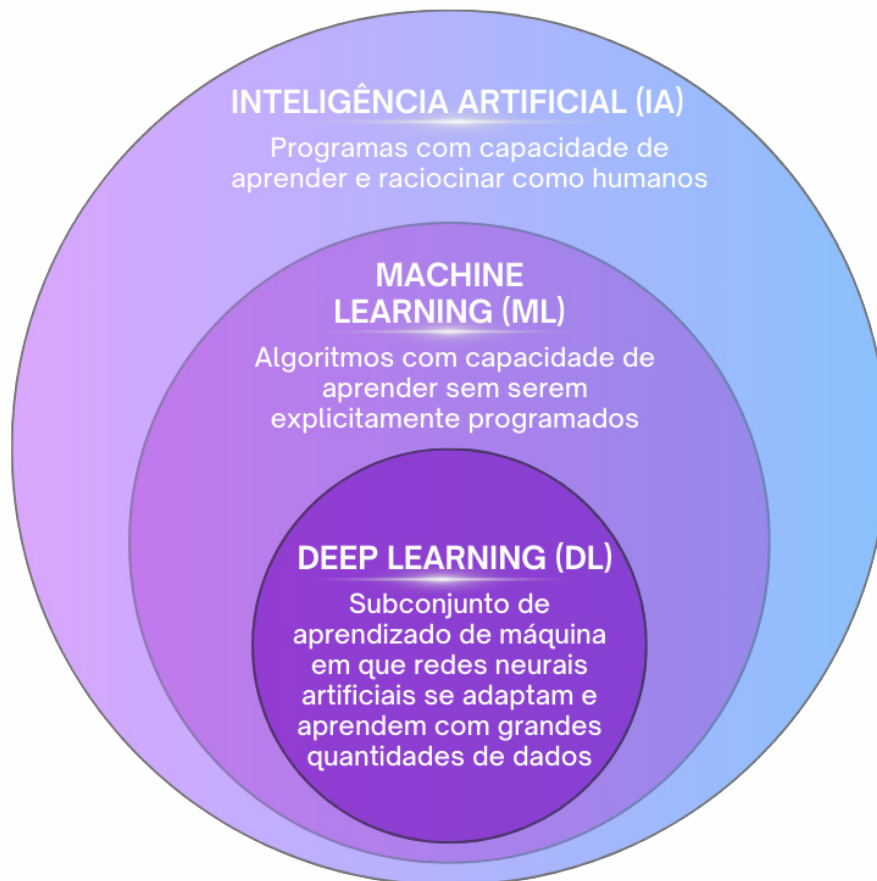 INTELIGÊNCIA ARTIFICIAL (IA)
Programas com capacidade de
aprender e raciocinar como humanos
MACHINE
LEARNING (ML)
Algoritmos com capacidade de
aprender sem serem
explicitamente programados
DEEP LEARNING (DL)
Subconjunto de
aprendizado de máquina
em que redes neurais
artificiais se adaptam e
aprendem com grandes
quantidades de dados